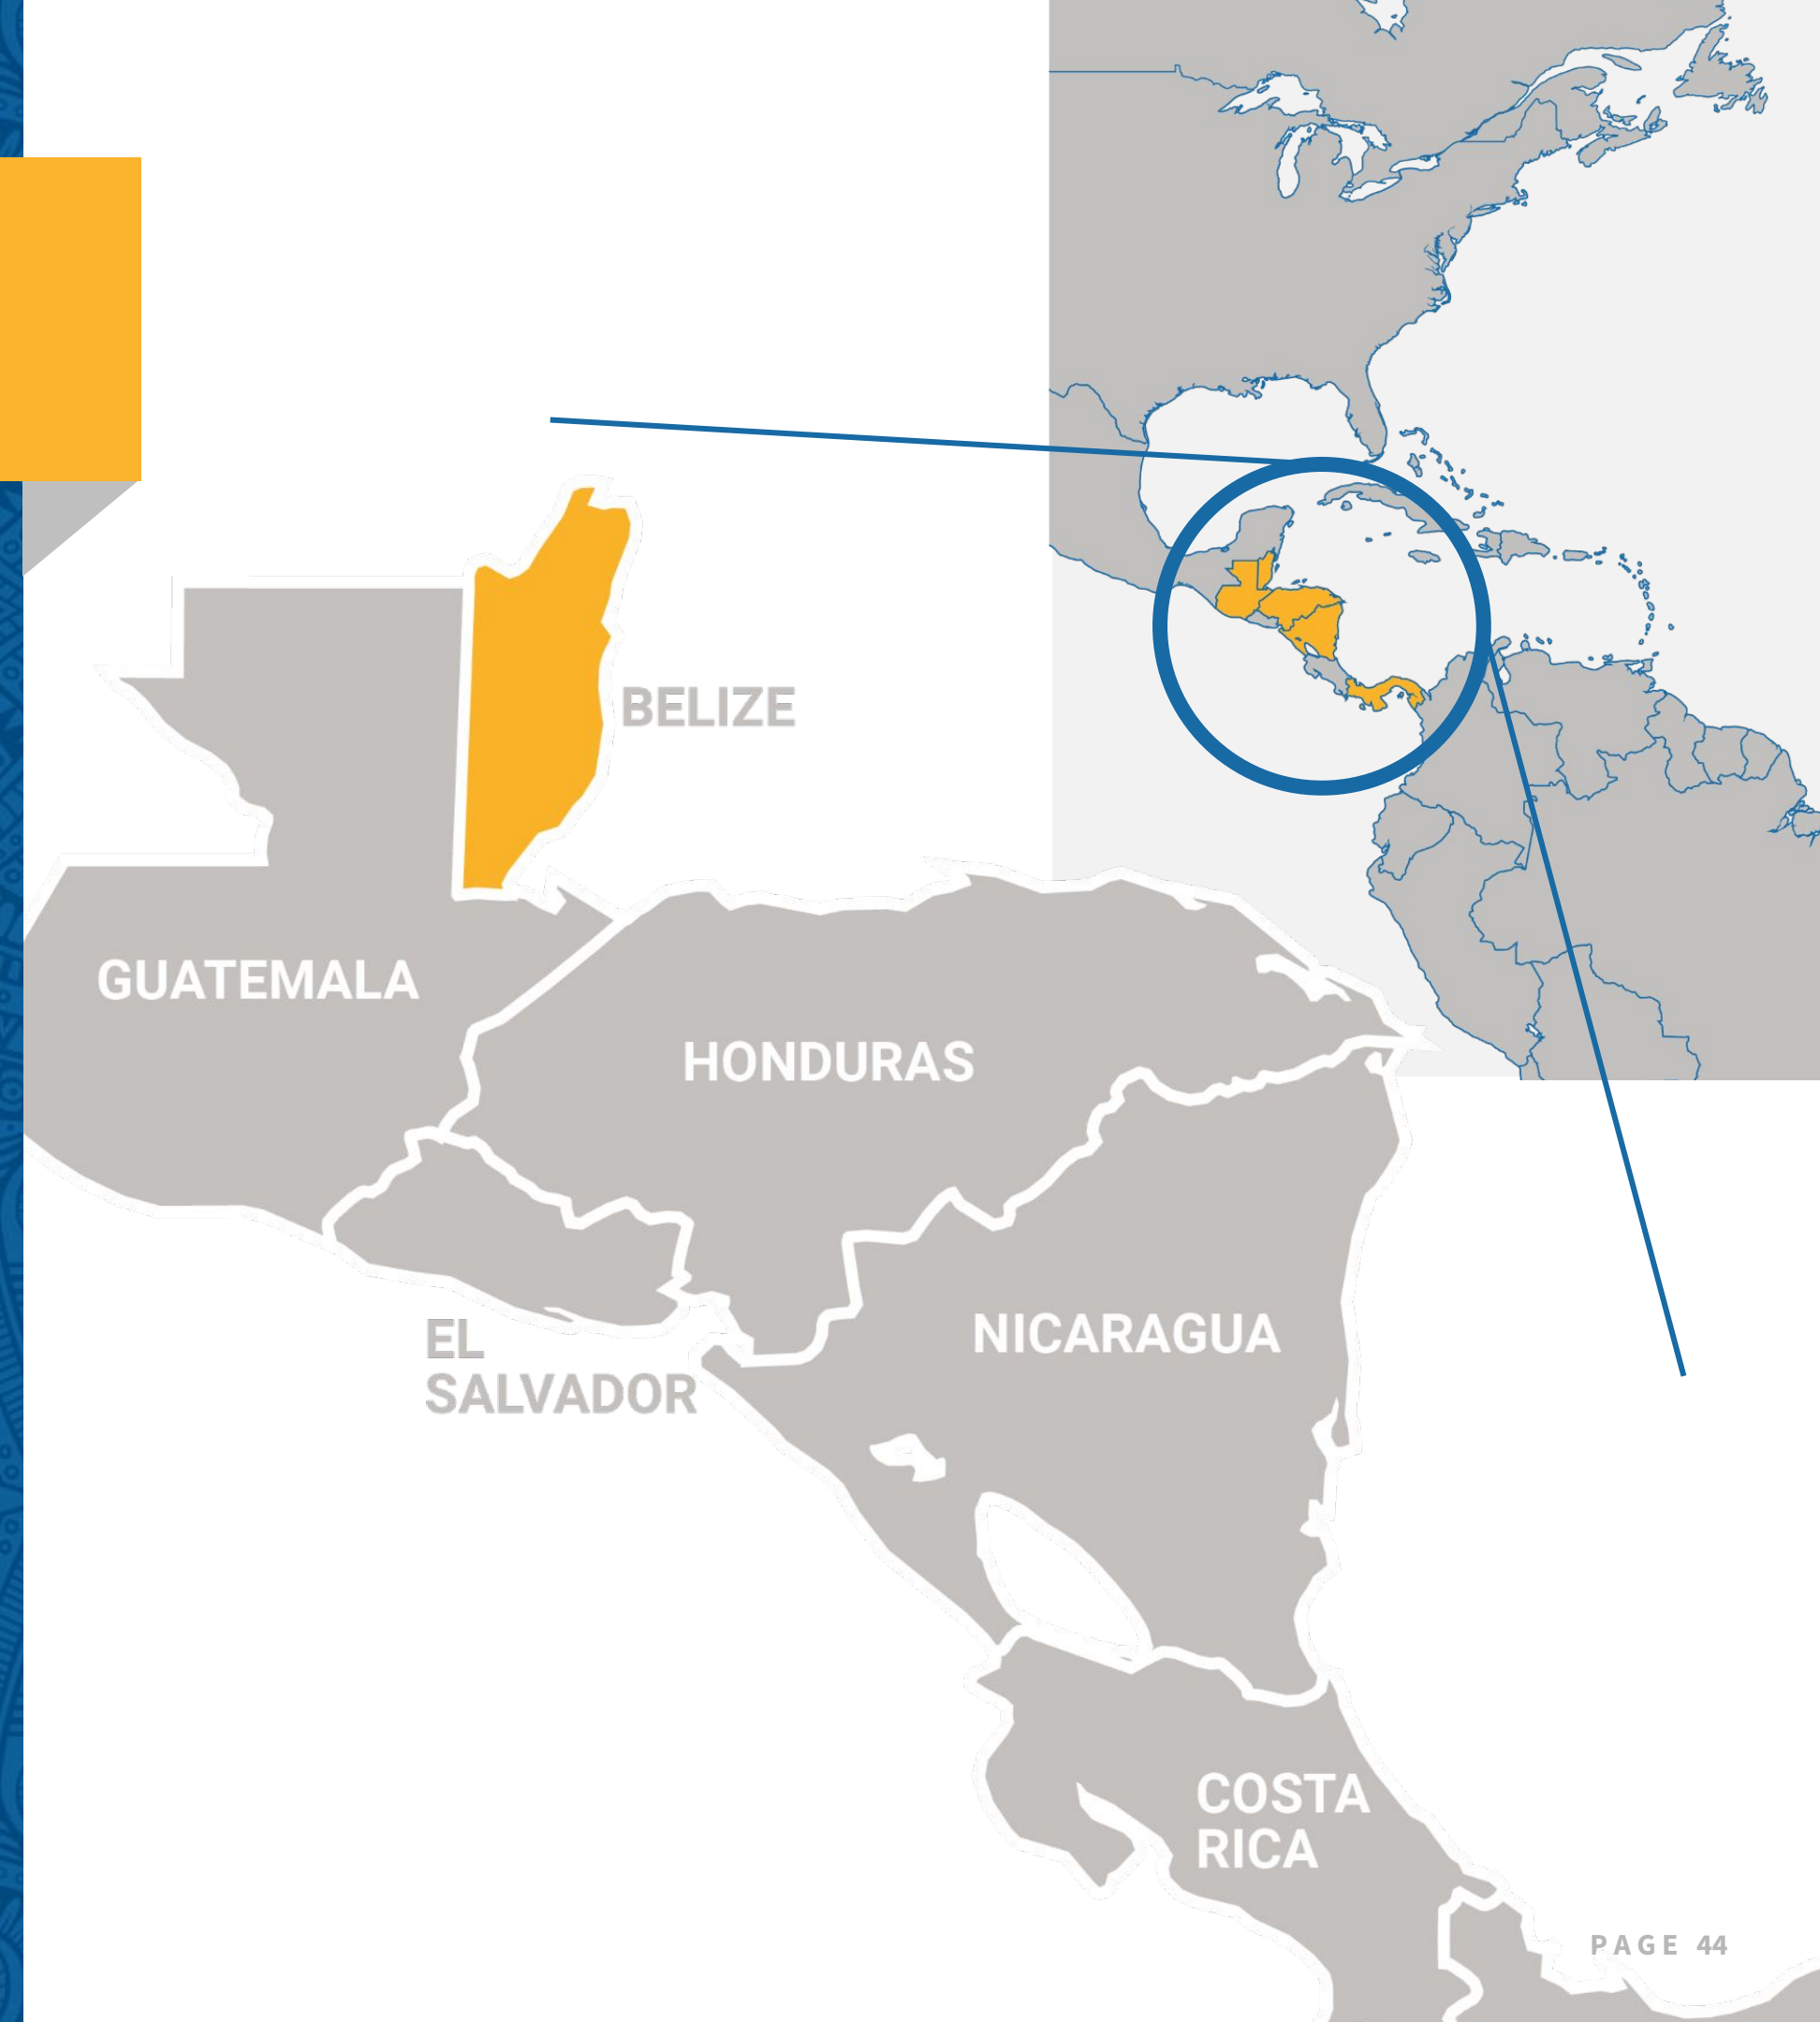 BELIZE
GUATEMALA
HONDURAS
NICARAGUA
EL
SALVADOR
COSTA
RICA
PAGE 44